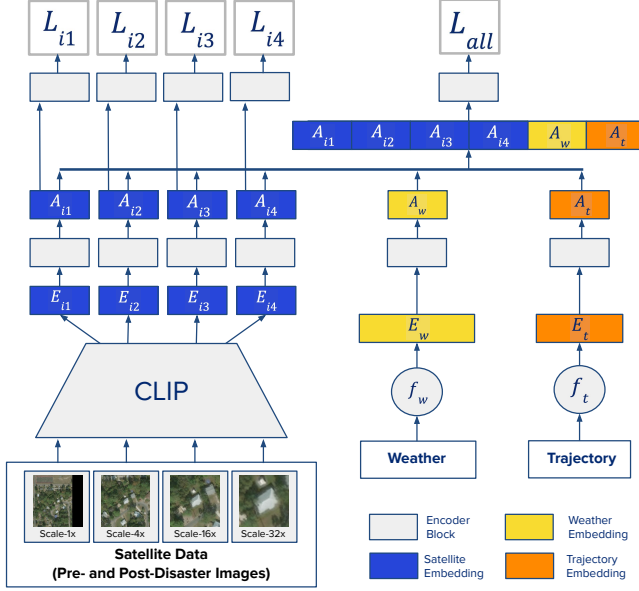 L_i1 L_i2 L_i3 L_i4 L_all
A_i1 A_i2 A_i3 A_i4 A_w A_t
A_i1 A_i2 A_i3 A_i4 A_w A_t
E_i1 E_i2 E_i3 E_i4 E_w E_t
CLIP f_w f_t
Weather Trajectory
Scale-1x Scale-4x Scale-16x Scale-32x
Satellite Data
(Pre- and Post-Disaster Images)
Encoder
Block
Weather
Embedding
Satellite
Embedding
Trajectory
Embedding